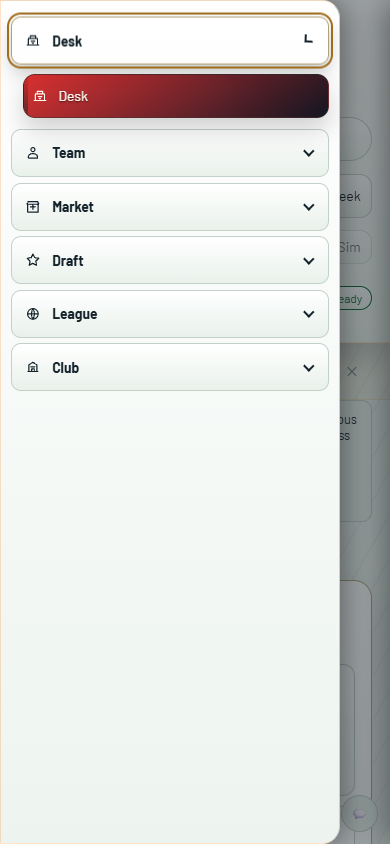 Desk
Desk
Team
Market
eek
Draft
Sim
League
eady
Club
ous
ss